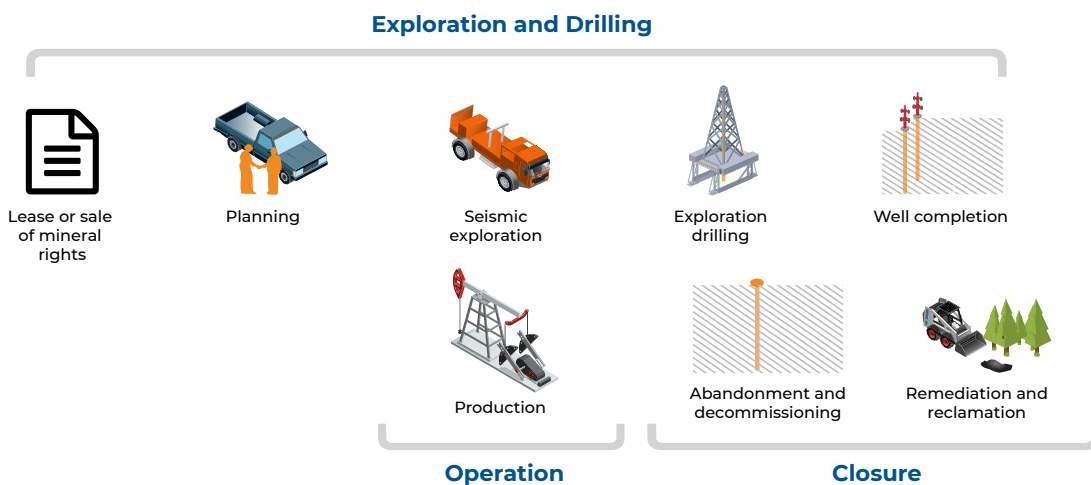 Exploration and Drilling
Lease or sale
of mineral
rights
Planning
Seismic
exploration
Exploration
drilling
Well completion
Production
Abandonment and
decommissioning
Remediation and
reclamation
Operation
Closure